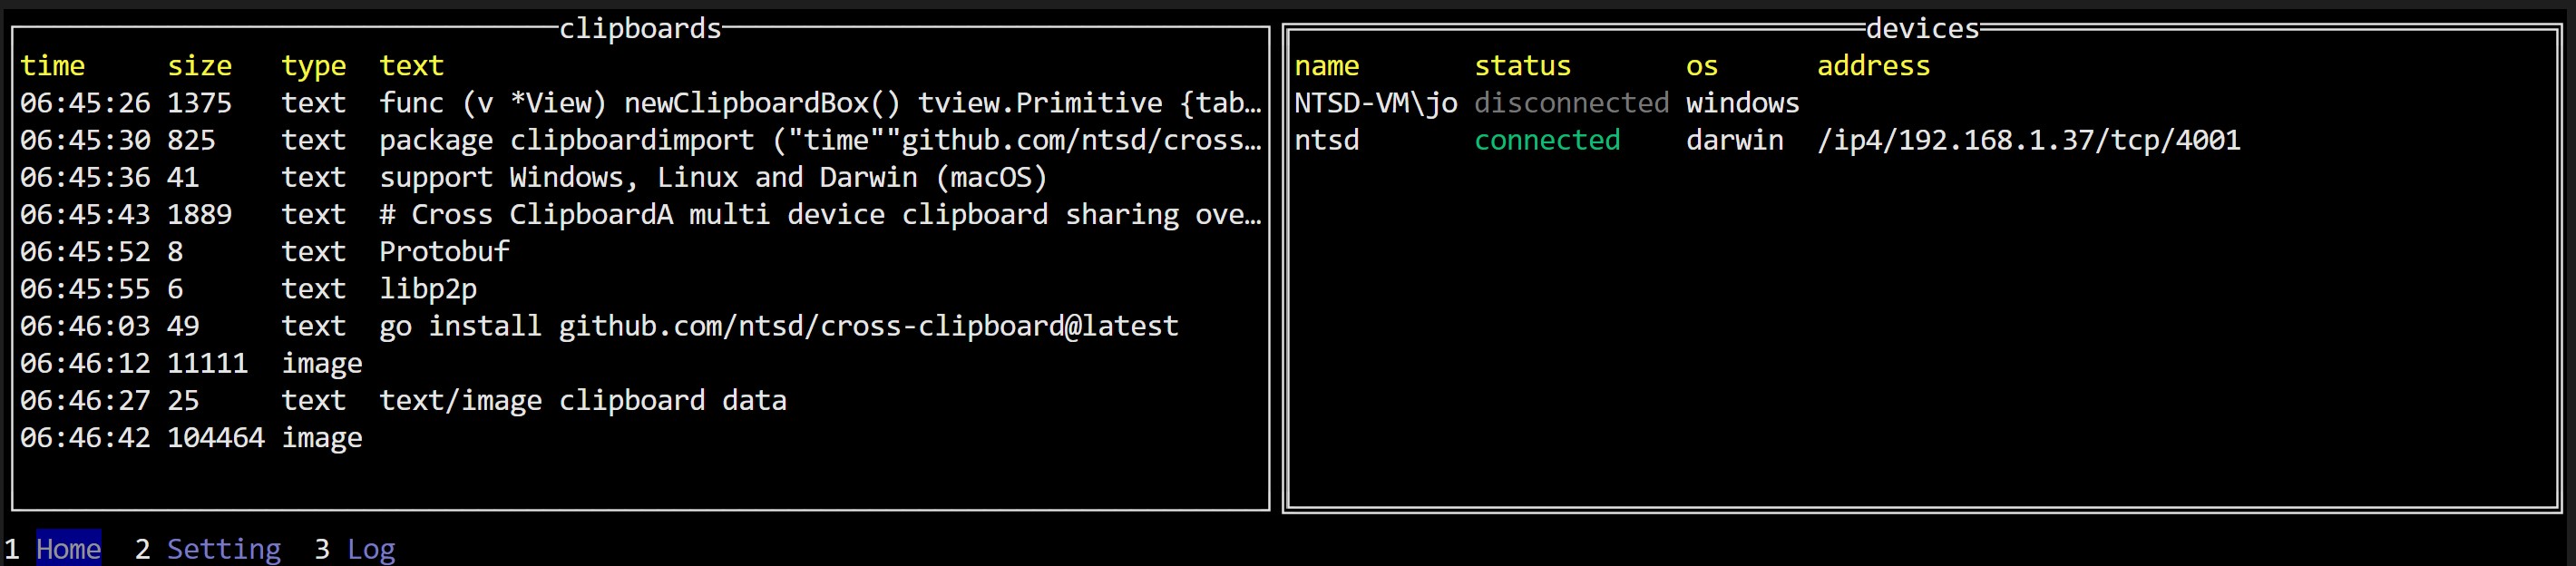 clipboards
time size type text
06:45:26 1375 text func (v *View) newClipboardBox() tview.Primitive {tab…
06:45:30 825 text package clipboardimport ("time""github.com/ntsd/cross…
06:45:36 41 text support Windows, Linux and Darwin (macOS)
06:45:43 1889 text # Cross ClipboardA multi device clipboard sharing ove…
06:45:52 8 text Protobuf
06:45:55 6 text libp2p
06:46:03 49 text go install github.com/ntsd/cross-clipboard@latest
06:46:12 11111 image
06:46:27 25 text text/image clipboard data
06:46:42 104464 image
devices
name status os address
NTSD-VM\jo disconnected windows
ntsd connected darwin /ip4/192.168.1.37/tcp/4001
1 Home 2 Setting 3 Log